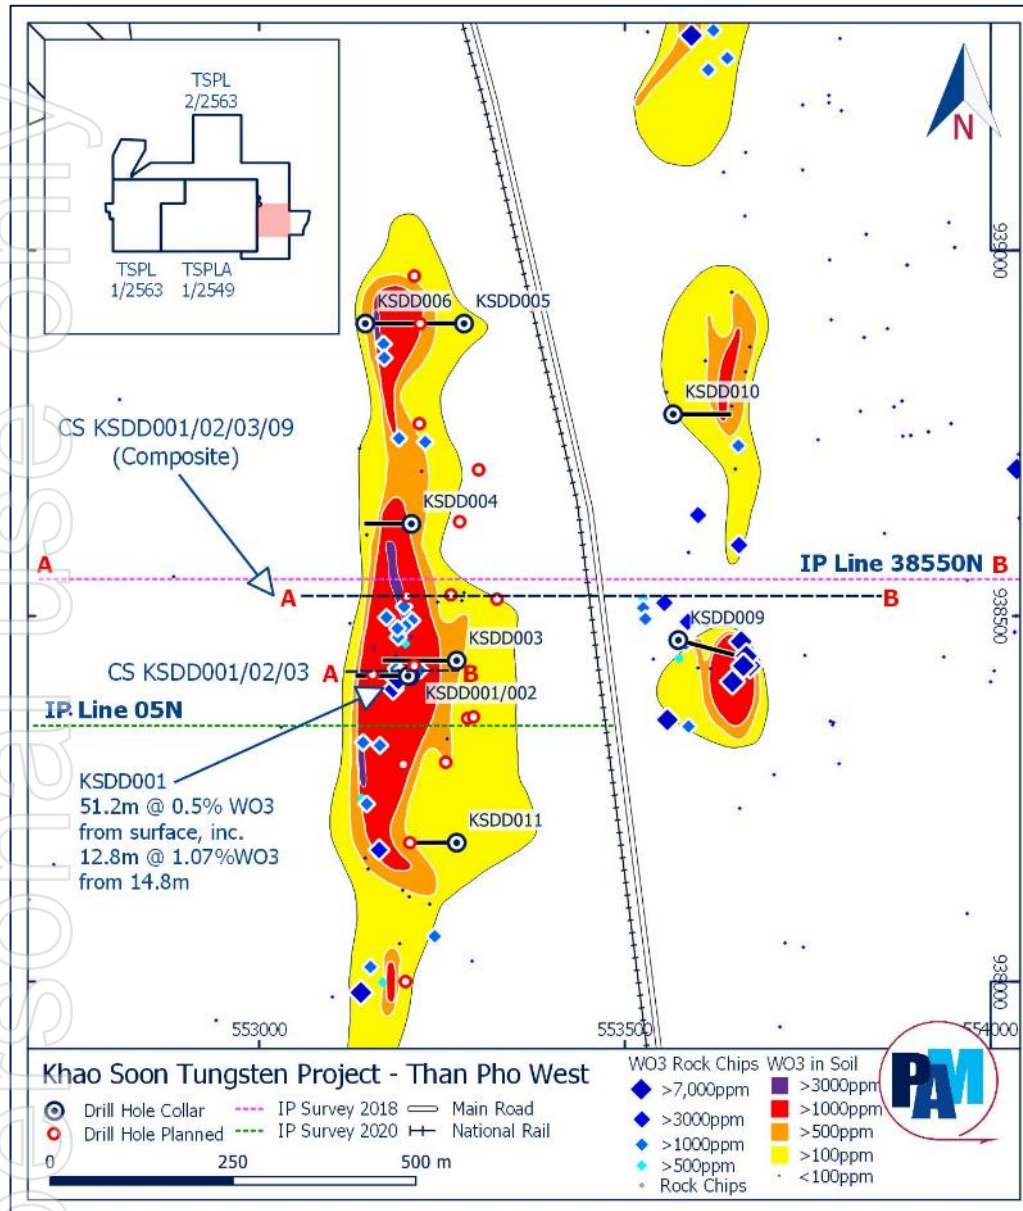 For personal use only
TSPL
2/2563
TSPL
1/2563
TSPLA
1/2549
N
939000
KSDD006
KSDD005
KSDD010
CS KSDD001/02/03/09
(Composite)
KSDD004
A
IP Line 38550N B
A
B
938500
KSDD009
KSDD003
CS KSDD001/02/03 A
B
KSDD001/002
IP Line 05N
KSDD001
51.2m @ 0.5% WO3
from surface, inc.
12.8m @ 1.07%WO3
from 14.8m
KSDD011
938000
553000
553500
554000
Khao Soon Tungsten Project - Than Pho West
Drill Hole Collar
IP Survey 2018
Main Road
Drill Hole Planned
IP Survey 2020
National Rail
0
250
500 m
WO3 Rock Chips
>7,000ppm
>3000ppm
>1000ppm
>500ppm
Rock Chips
WO3 in Soil
>3000ppm
>1000ppm
>500ppm
>100ppm
<100ppm
PAM